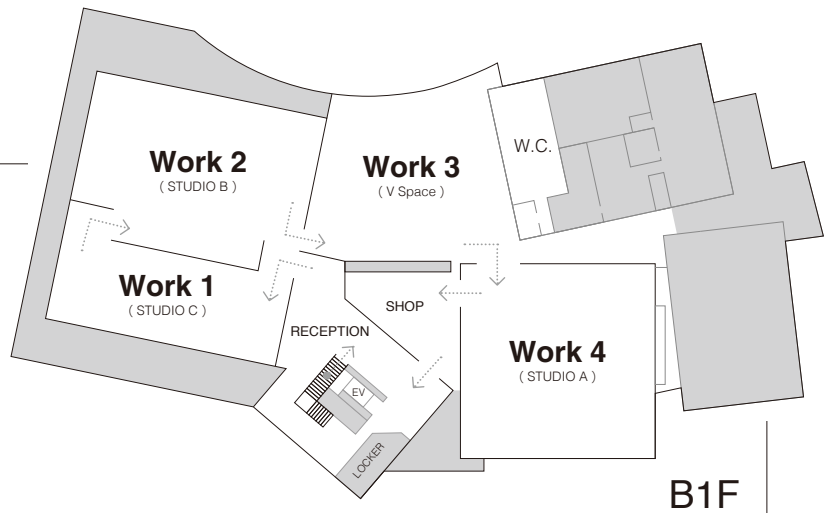 Work 2
( STUDIO B )
Work 3
( V Space )
W.C.
Work 1
( STUDIO C )
SHOP
RECEPTION
Work 4
( STUDIO A )
EV
LOCKER
B1F